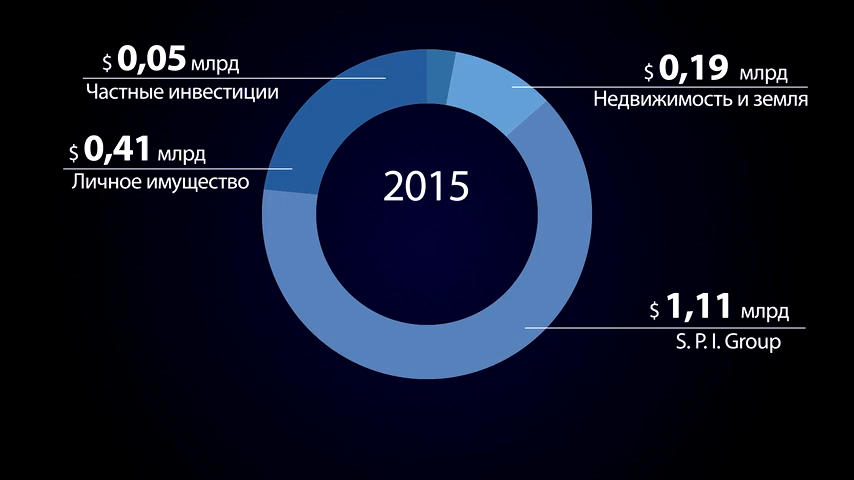 $ 0,05 млрд
Частные инвестиции
$ 0,19 млрд
Недвижимость и земля
$ 0,41 млрд
Личное имущество
2015
$ 1,11 млрд
S. P. I. Group